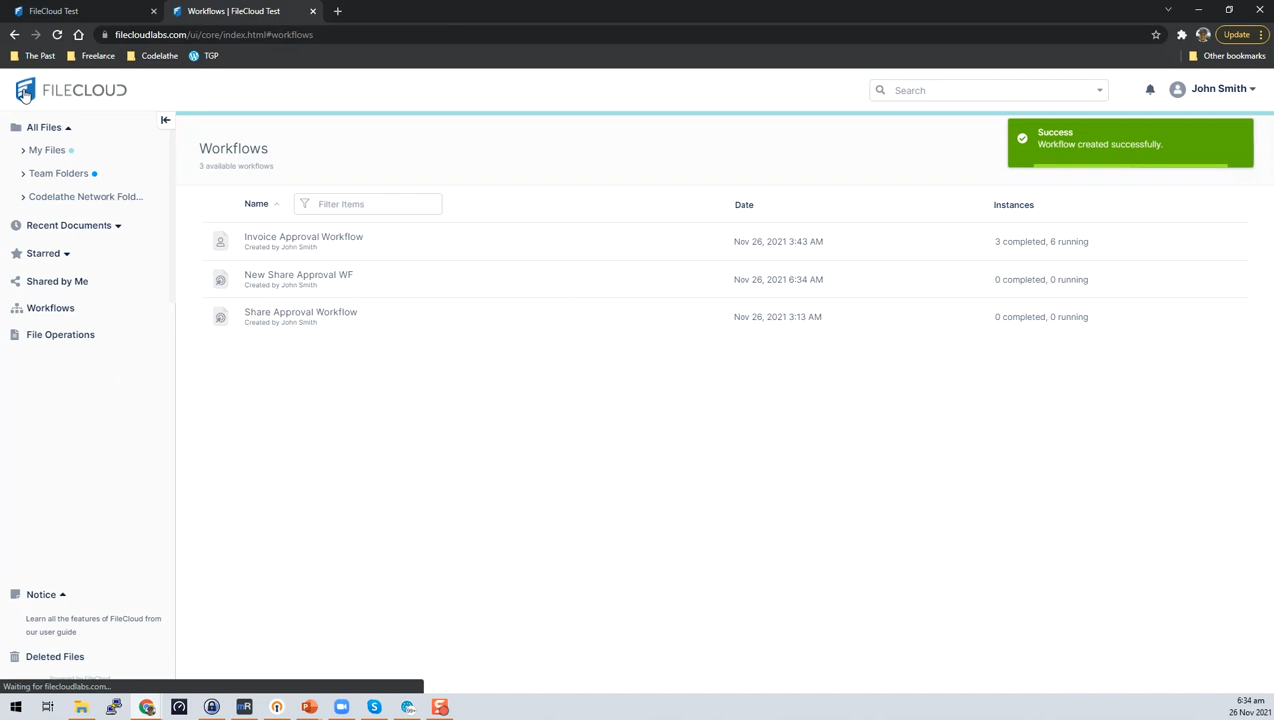 FileCloud Test
Workflows | FileCloud Test
filecloudlabs.com/ui/core/index.html#workflows
Update
The Past
Freelance
Codelathe
TGP
Other bookmarks
FILECLOUD
Search
John Smith
All Files
My Files
Team Folders
Codelathe Network Fold...
Recent Documents
Starred
Shared by Me
Workflows
File Operations
Workflows
3 available workflows
Success
Workflow created successfully.
Name
Filter Items
Date
Instances
Invoice Approval Workflow
Created by John Smith
Nov 26, 2021 3:43 AM
3 completed, 6 running
New Share Approval WF
Created by John Smith
Nov 26, 2021 6:34 AM
0 completed, 0 running
Share Approval Workflow
Created by John Smith
Nov 26, 2021 3:13 AM
0 completed, 0 running
Notice
Learn all the features of FileCloud from
our user guide
Deleted Files
Powered by FileCloud
Waiting for filecloudlabs.com...
mR
99+
6:34 am
26 Nov 2021